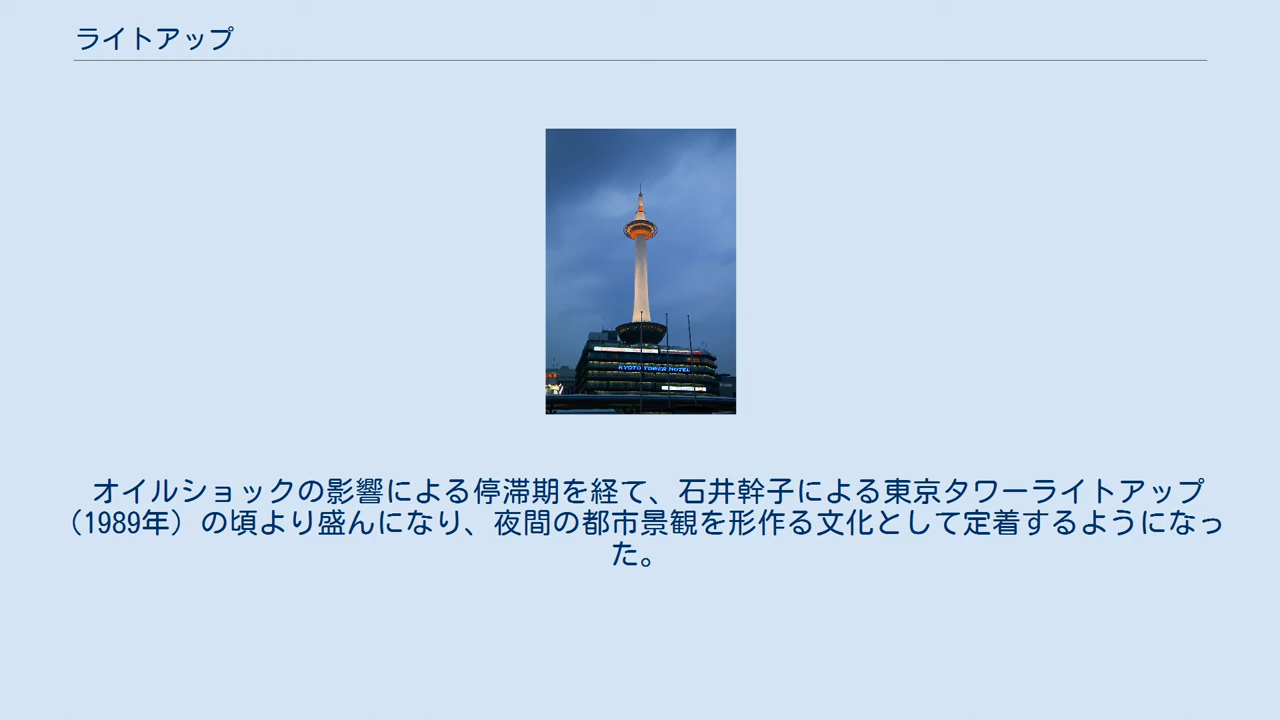 ライトアップ
KYOTO TOWER HOTEL
オイルショックの影響による停滞期を経て、石井幹子による東京タワーライトアップ
（1989年）の頃より盛んになり、夜間の都市景観を形作る文化として定着するようになっ
た。